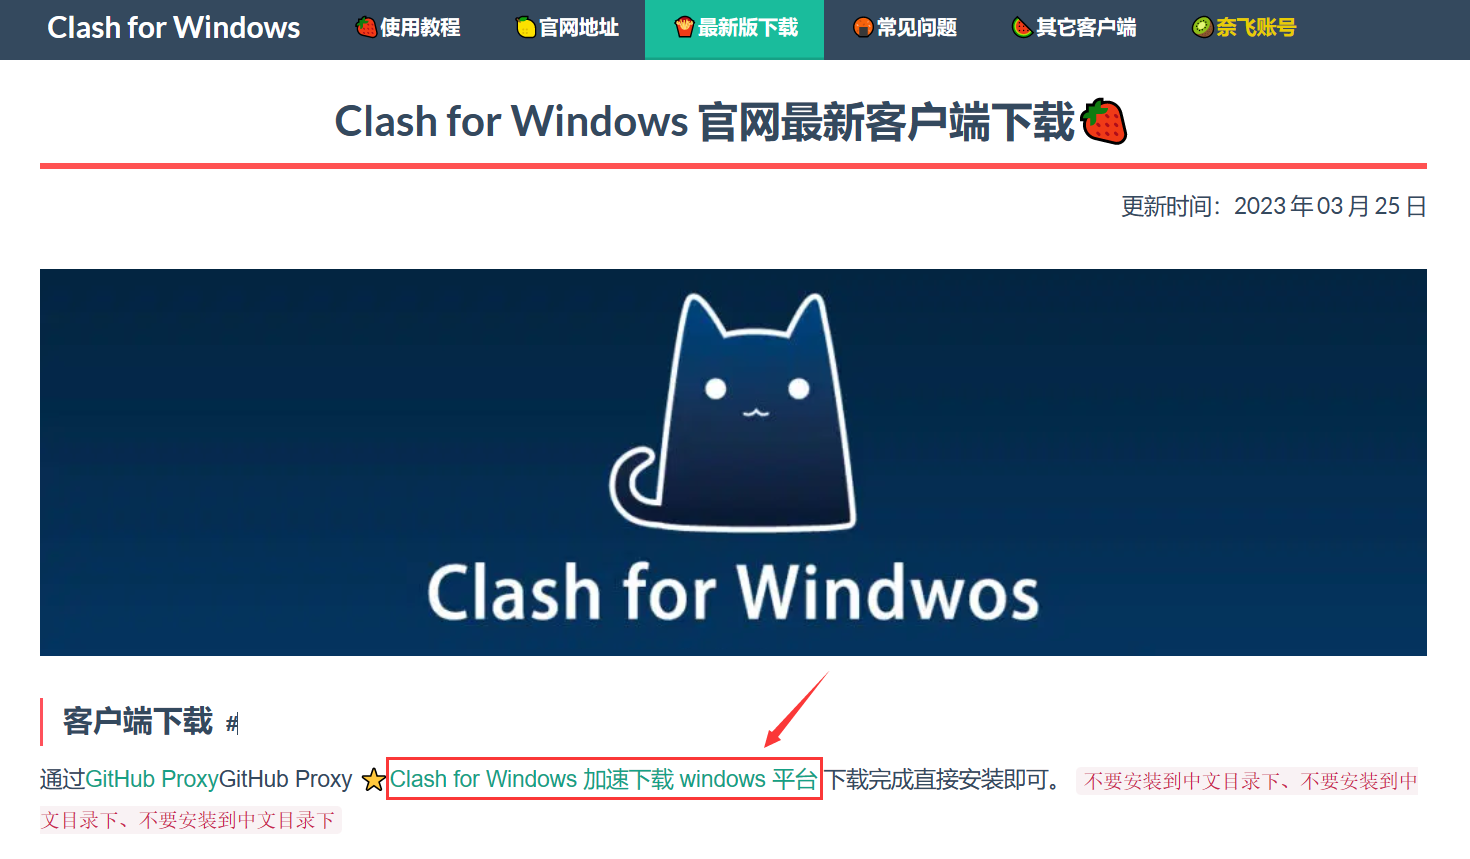 Clash for Windows 使用教程 官网地址 最新版下载 常见问题 其它客户端 奈飞账号
Clash for Windows 官网最新客户端下载
更新时间：2023 年 03 月 25 日
Clash for Windwos
客户端下载 #
通过GitHub ProxyGitHub Proxy Clash for Windows 加速下载 windows 平台 下载完成直接安装即可。 不要安装到中文目录下、不要安装到中
文目录下、不要安装到中文目录下